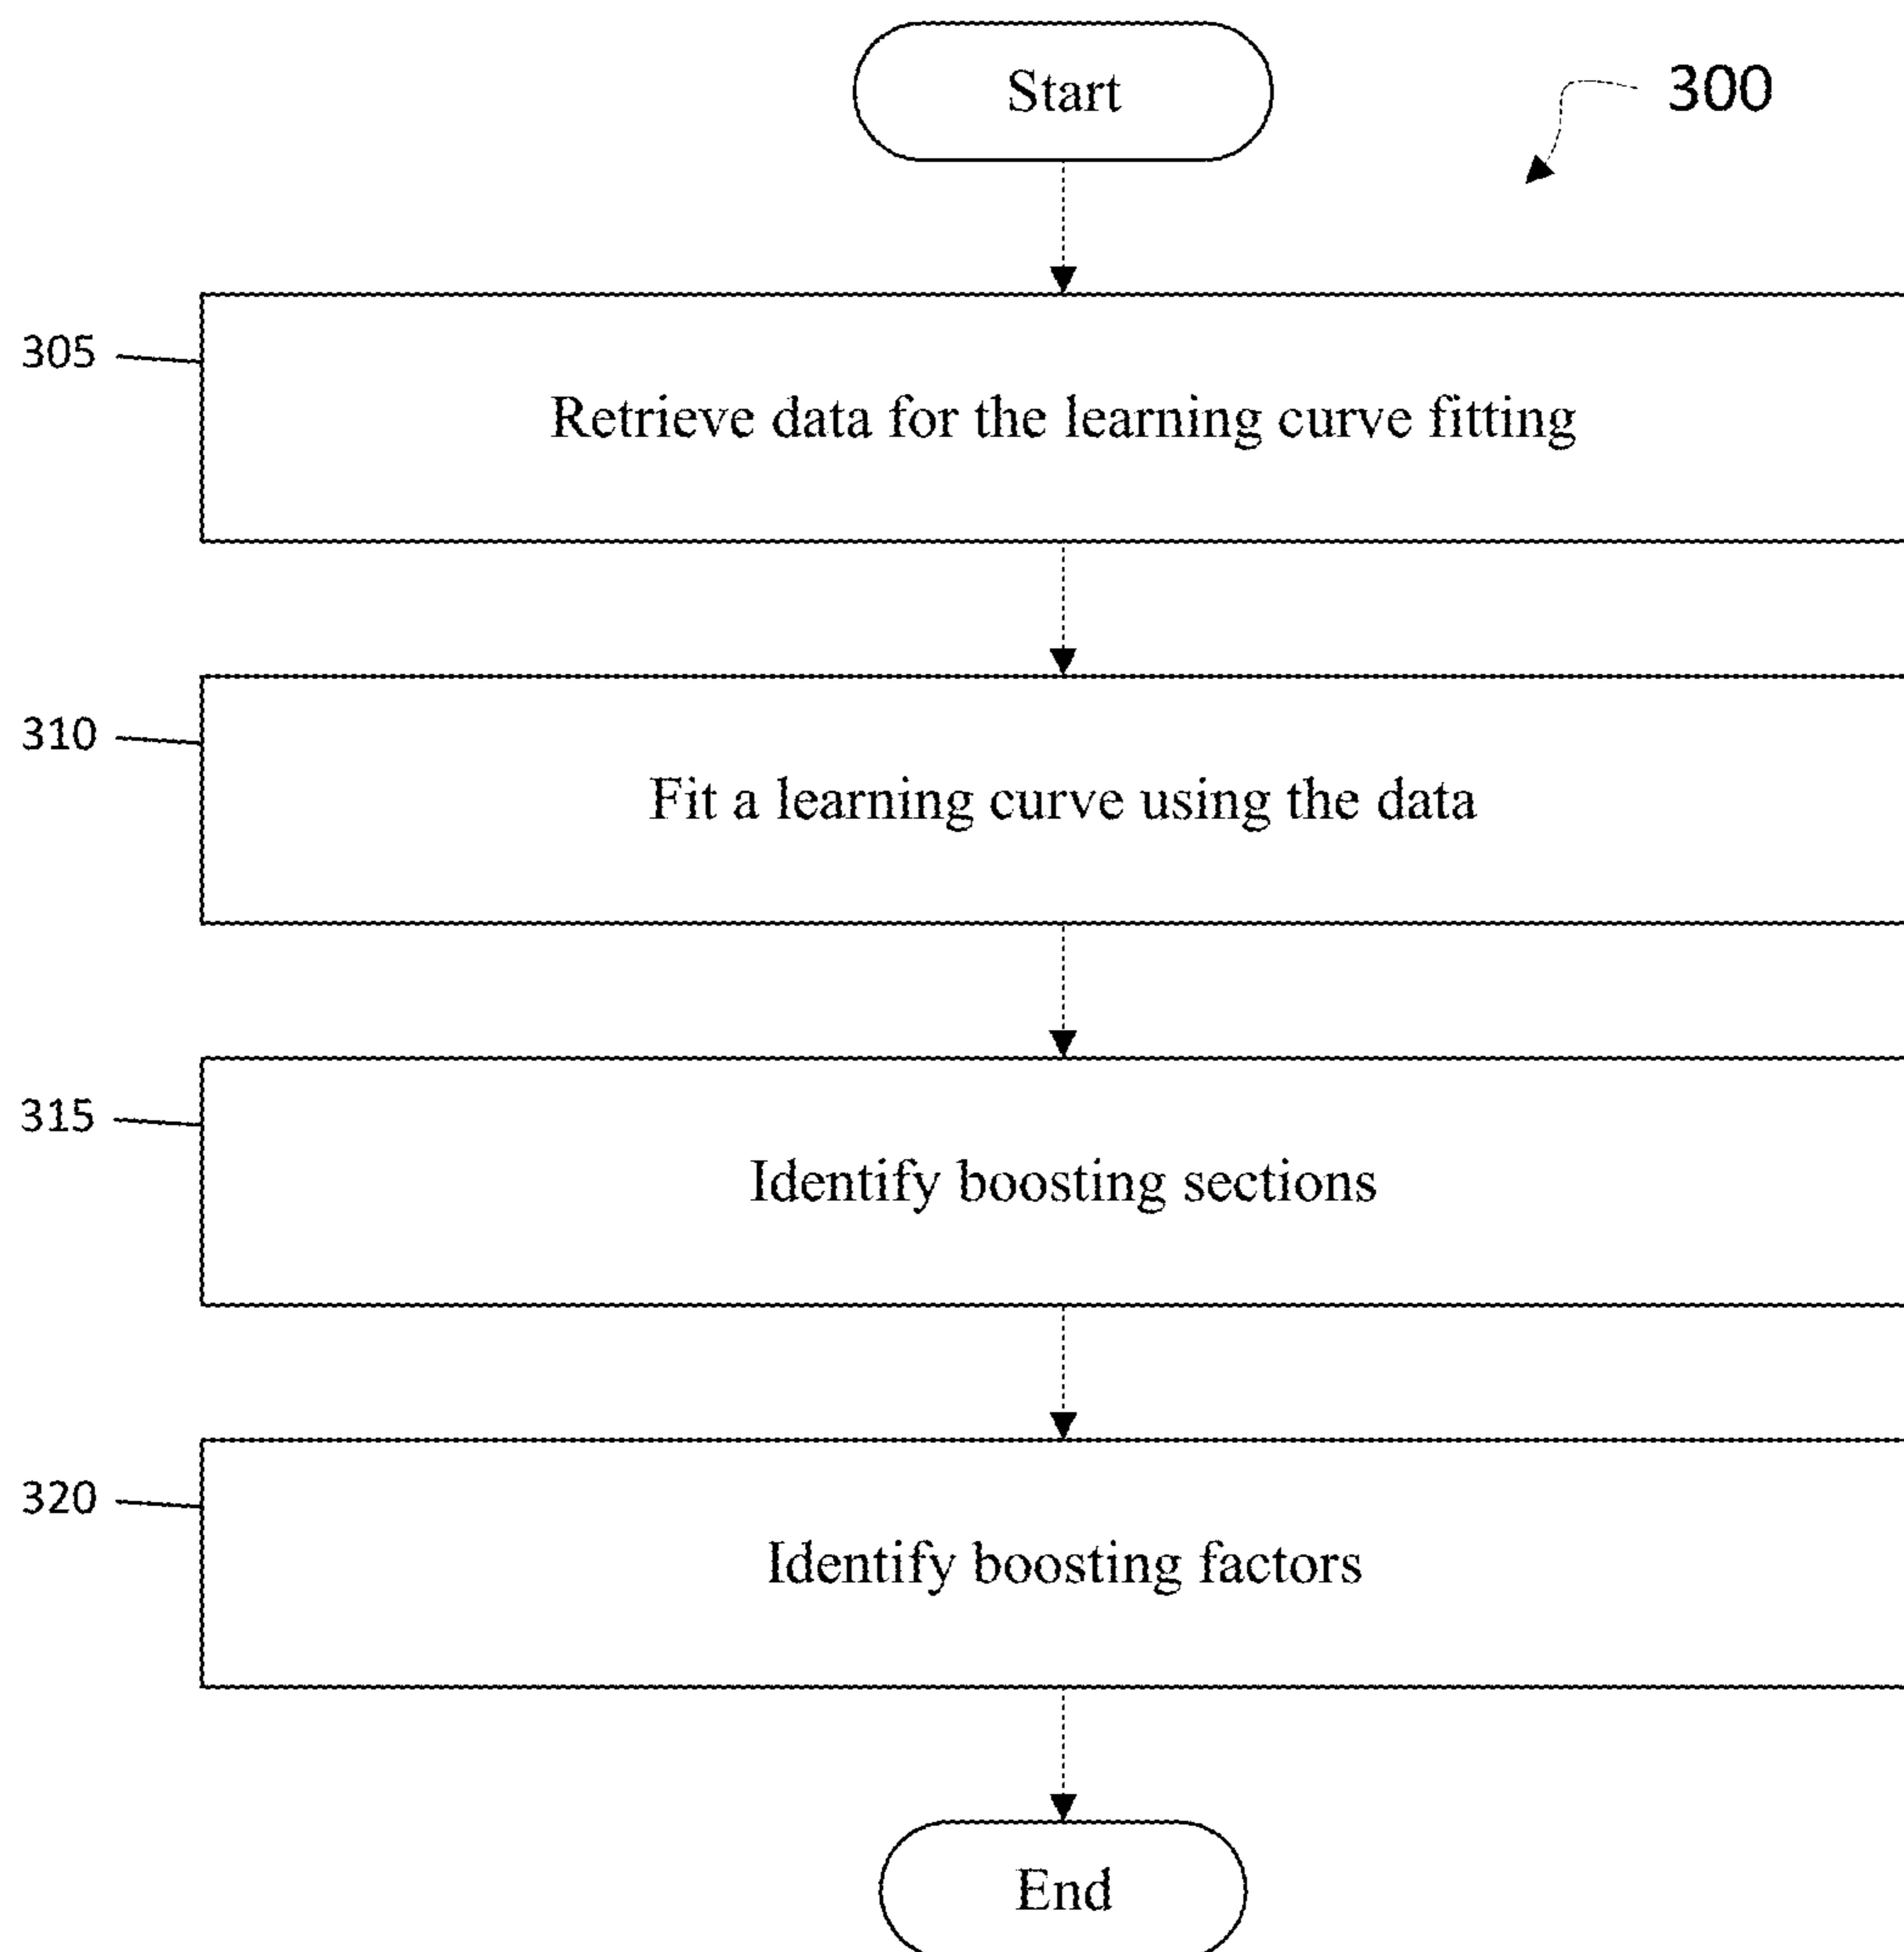 Start
300
305
Retrieve data for the learning curve fitting
310
Fit a learning curve using the data
315
Identify boosting sections
320
Identify boosting factors
End